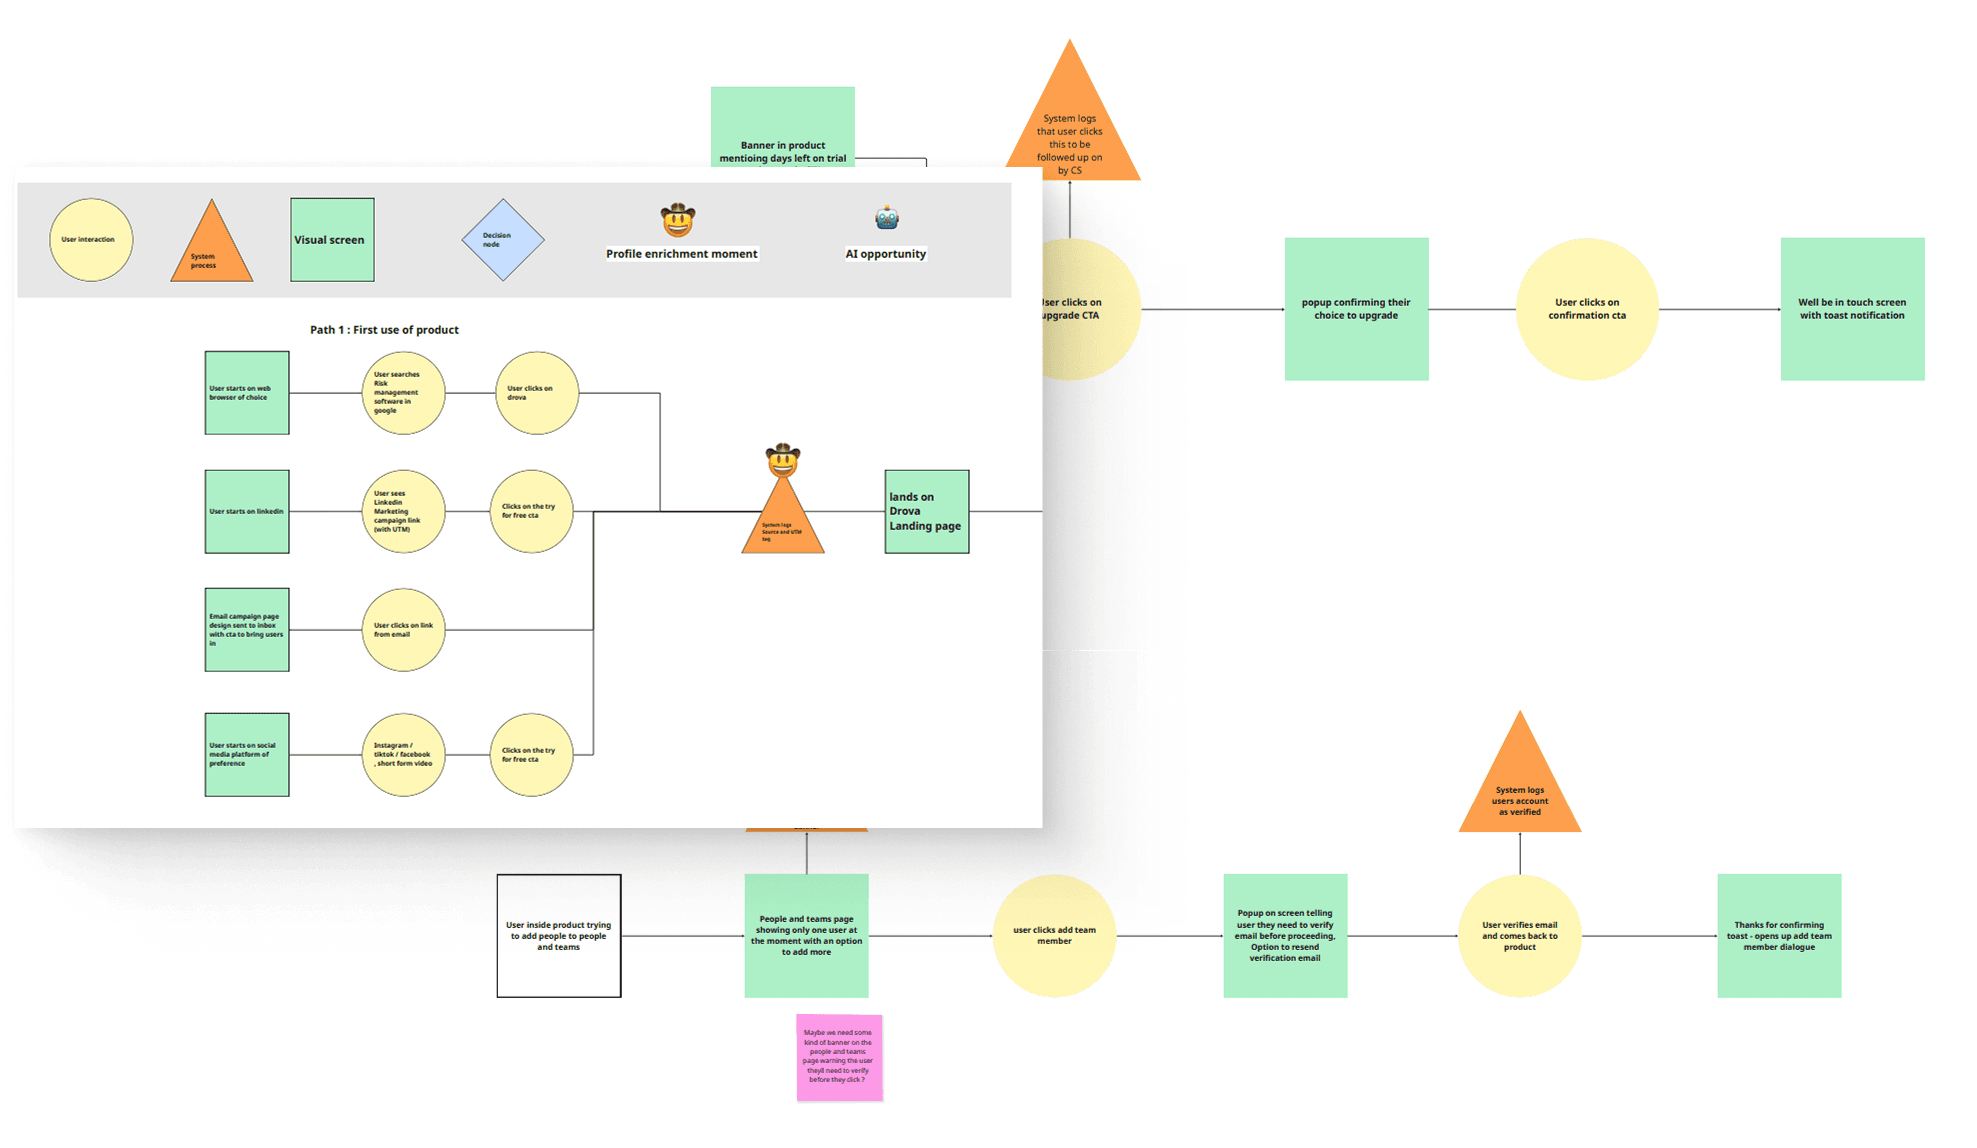 Banner in product
mentioing days left on trial
System logs
that user clicks
this to be
followed up on
by CS
User interaction
System
process
Visual screen
Decision
node
Profile enrichment moment
AI opportunity
User clicks on
upgrade CTA
popup confirming their
choice to upgrade
User clicks on
confirmation cta
Well be in touch screen
with toast notification
Path 1 : First use of product
User starts on web
browser of choice
User searches
Risk
management
software in
google
User clicks on
drova
User starts on linkedin
User sees
Linkedin
Marketing
campaign link
(with UTM)
Clicks on the try
for free cta
System logs
Source and UTM
tag
lands on
Drova
Landing page
Email campaign page
design sent to inbox
with cta to bring users
in
User clicks on link
from email
User starts on social
media platform of
preference
Instagram /
tiktok / facebook
, short form video
Clicks on the try
for free cta
System logs
users account
as verified
User inside product trying
to add people to people
and teams
People and teams page
showing only one user at
the moment with an option
to add more
user clicks add team
member
Popup on screen telling
user they need to verify
email before proceeding,
Option to resend
verification email
User verifies email
and comes back to
product
Thanks for confirming
toast - opens up add team
member dialogue
Maybe we need some
kind of banner on the
people and teams
page warning the user
theyll need to verify
before they click ?